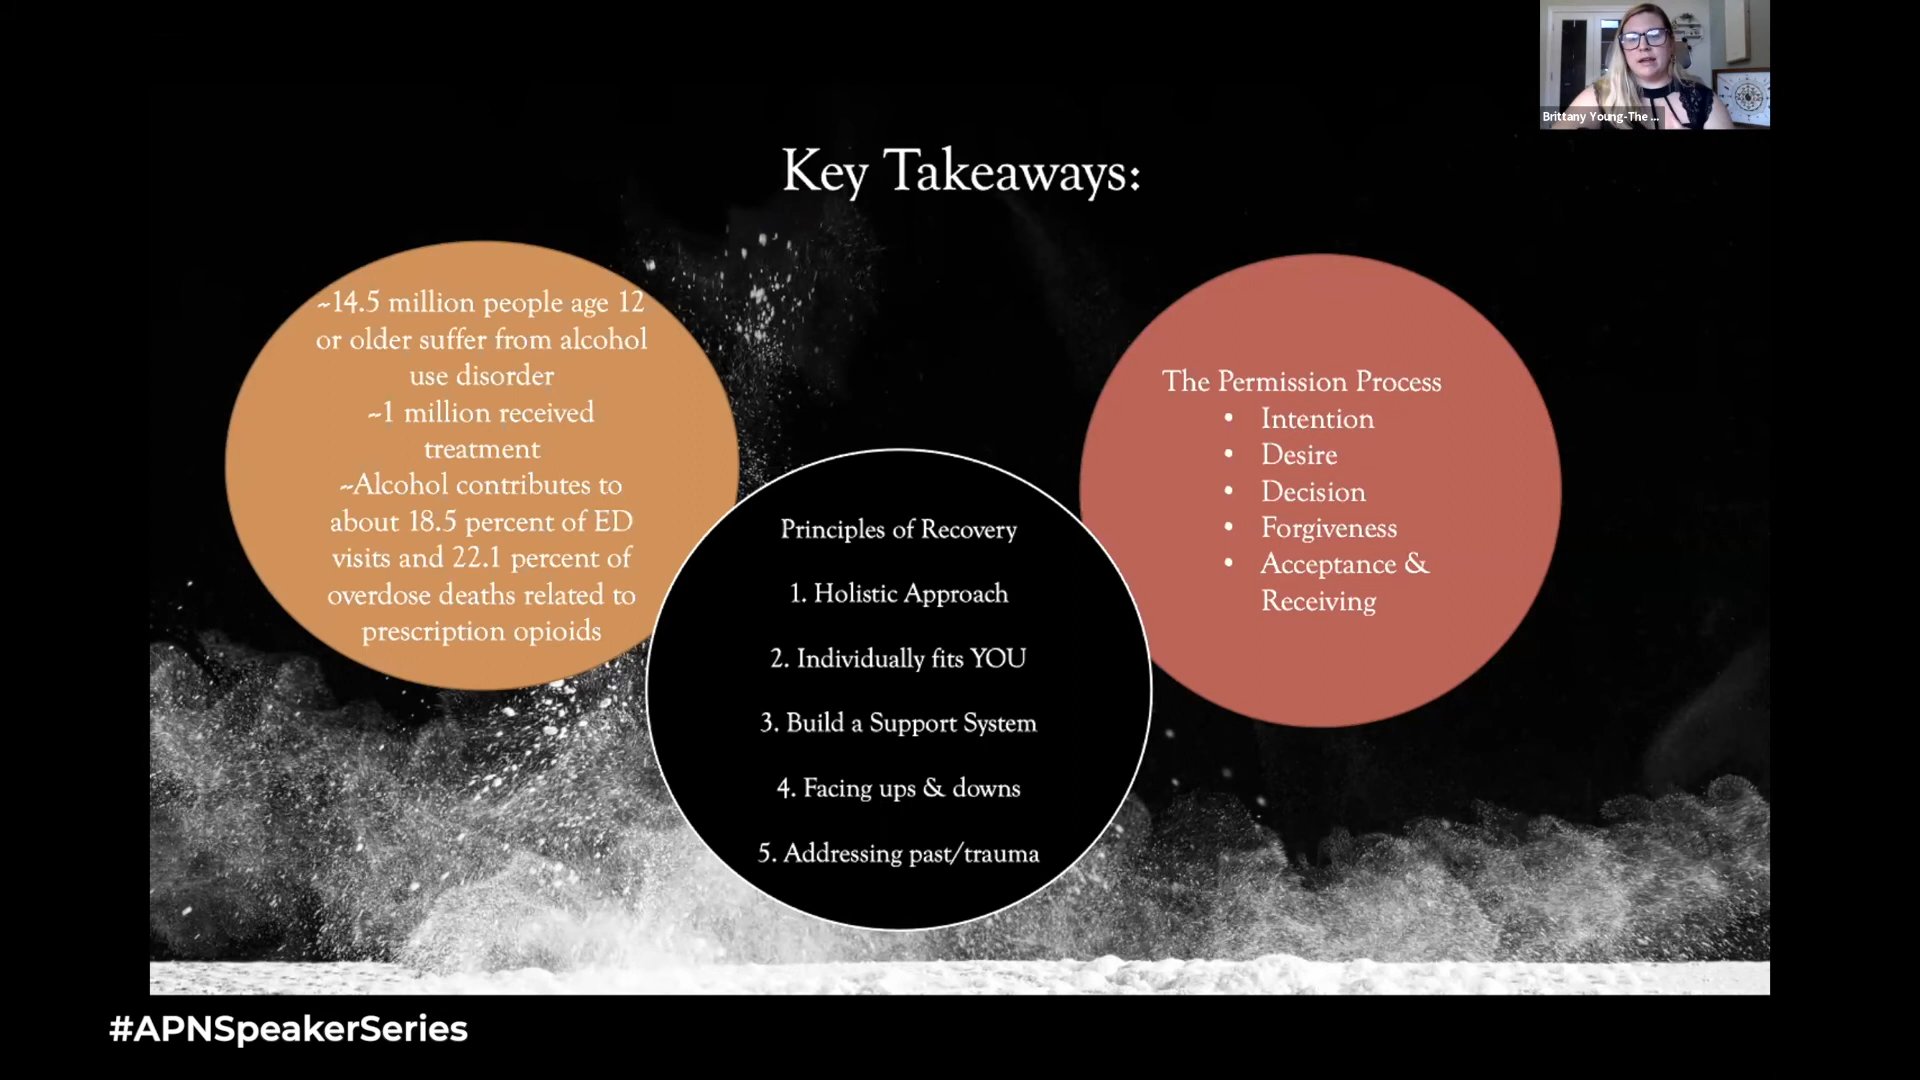 Brittany Young-The ...
Key Takeaways:
~14.5 million people age 12
or older suffer from alcohol
use disorder
~1 million received
treatment
~Alcohol contributes to
about 18.5 percent of ED
visits and 22.1 percent of
overdose deaths related to
prescription opioids
Principles of Recovery
1. Holistic Approach
2. Individually fits YOU
3. Build a Support System
4. Facing ups & downs
5. Addressing past/trauma
The Permission Process
• Intention
• Desire
• Decision
• Forgiveness
• Acceptance &
Receiving
#APNSpeakerSeries